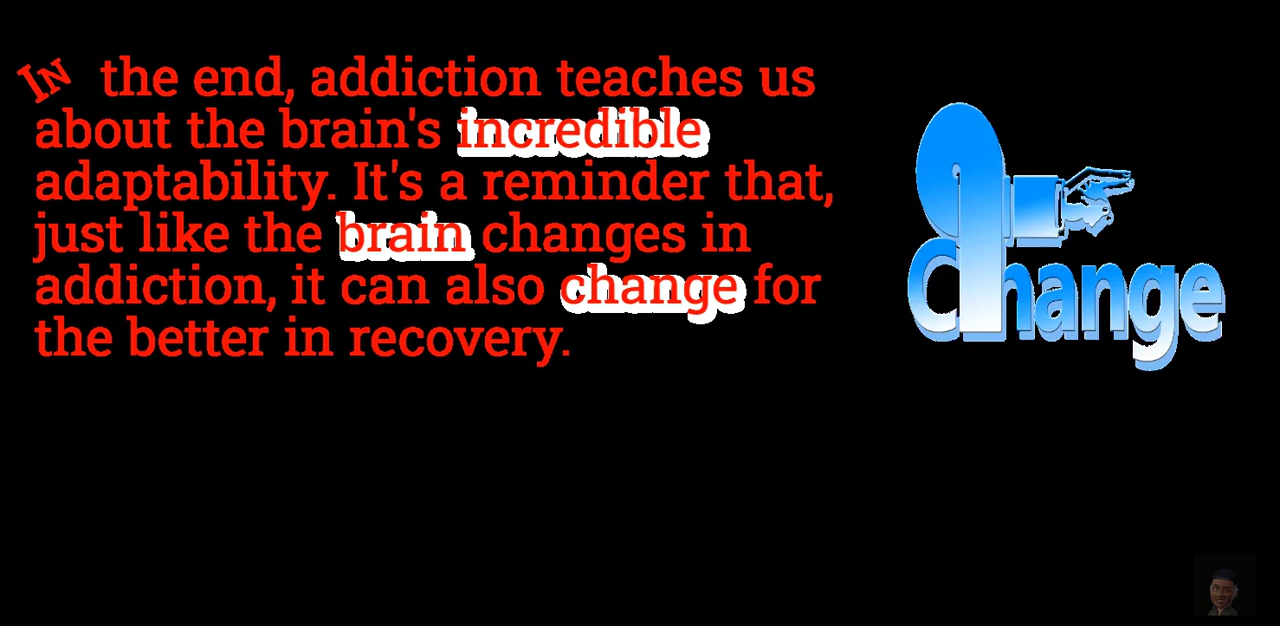 In the end, addiction teaches us
about the brain's incredible
adaptability. It's a reminder that,
just like the brain changes in
addiction, it can also change for
the better in recovery.
Change